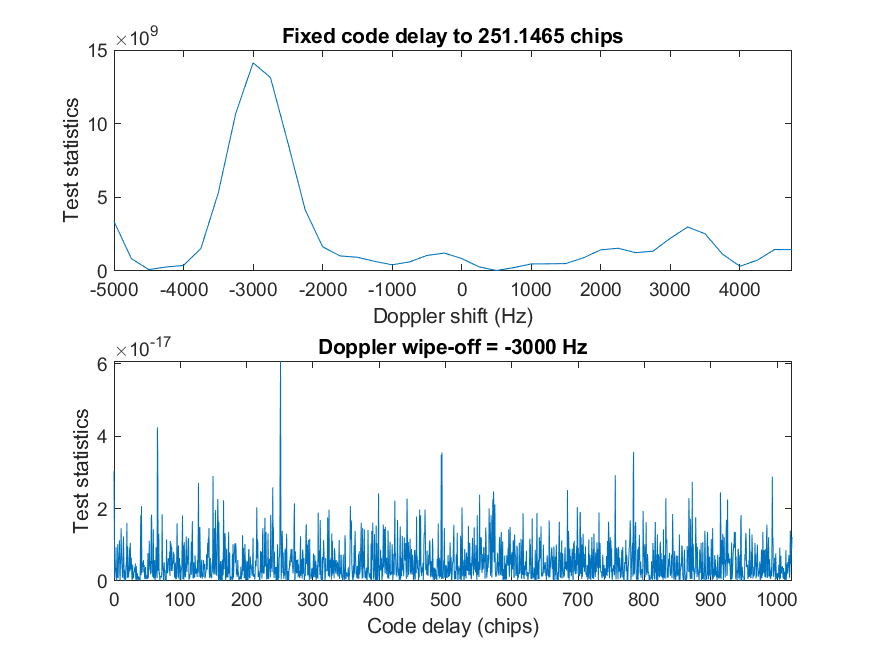 ×10^9
Fixed code delay to 251.1465 chips
15
10
5
0
Test statistics
-5000 -4000 -3000 -2000 -1000 0 1000 2000 3000 4000
Doppler shift (Hz)
×10^-17
Doppler wipe-off = -3000 Hz
6
4
2
0
Test statistics
0 100 200 300 400 500 600 700 800 900 1000
Code delay (chips)